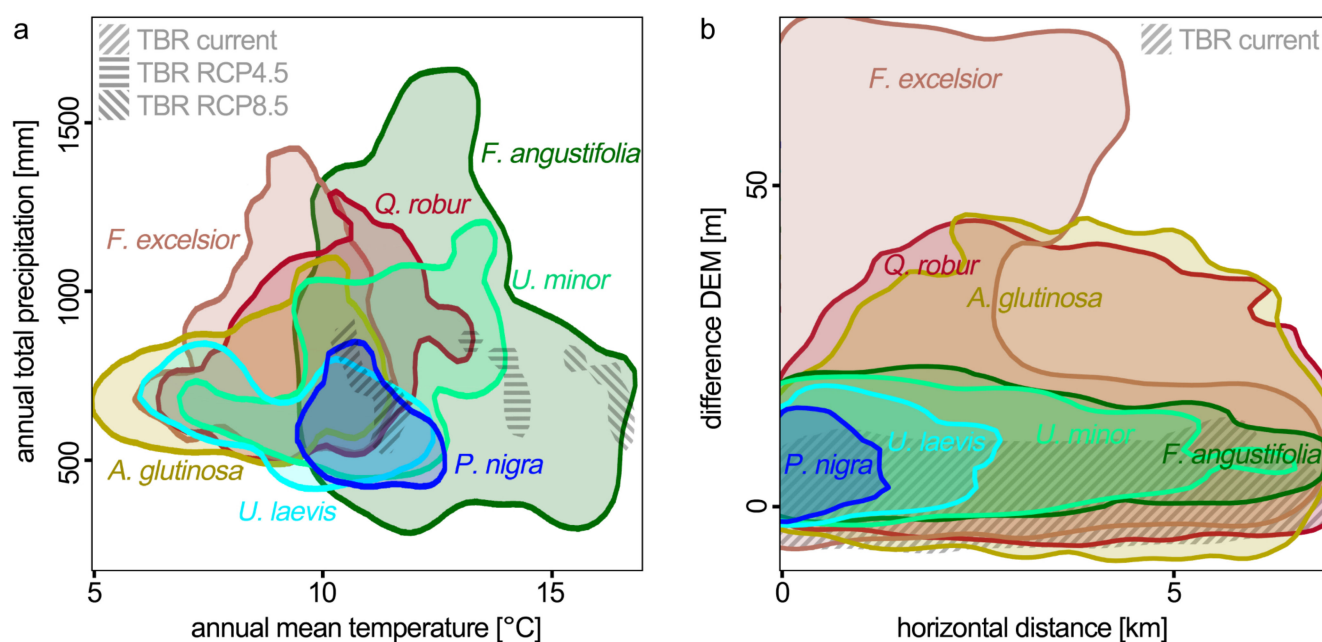 a
TBR current
TBR RCP4.5
TBR RCP8.5
F. angustifolia
Q. robur
F. excelsior
U. minor
A. glutinosa
P. nigra
U. laevis
annual total precipitation [mm]
1500
1000
500
5
10
15
annual mean temperature [°C]
b
TBR current
F. excelsior
Q. robur
A. glutinosa
U. laevis
U. minor
P. nigra
F. angustifolia
difference DEM [m]
50
0
0
5
horizontal distance [km]